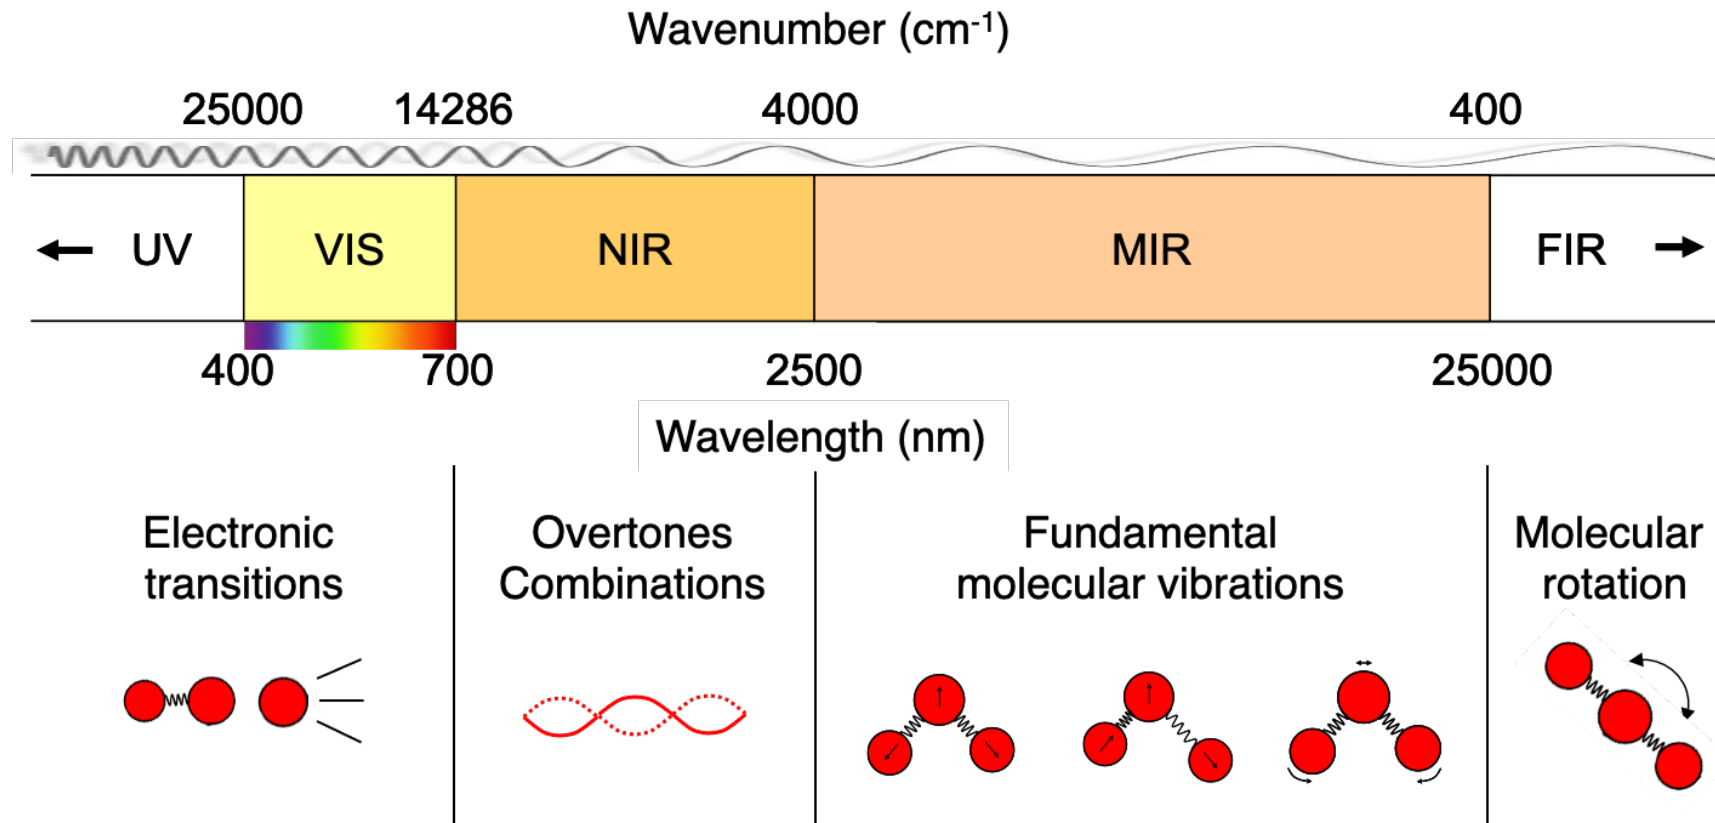 Wavenumber (cm-1)
25000 14286 4000 400
UV VIS NIR MIR FIR
400 700 2500 25000
Wavelength (nm)
Electronic
transitions
Overtones
Combinations
Fundamental
molecular vibrations
Molecular
rotation